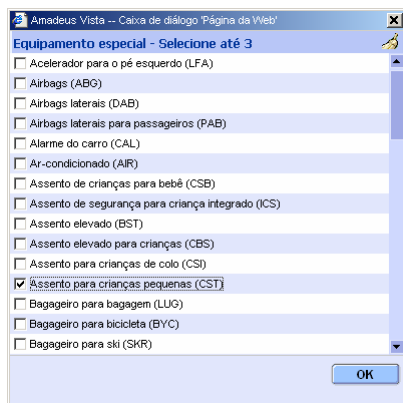 Amadeus Vista -- Caixa de diálogo 'Página da Web'
Equipamento especial - Selecione até 3
Acelerador para o pé esquerdo (LFA)
Airbags (ABG)
Airbags laterais (DAB)
Airbags laterais para passageiros (PAB)
Alarme do carro (CAL)
Ar-condicionado (AIR)
Assento de crianças para bebê (CSB)
Assento de segurança para criança integrado (ICS)
Assento elevado (BST)
Assento elevado para crianças (CBS)
Assento para crianças de colo (CSI)
Assento para crianças pequenas (CST)
Bagageiro para bagagem (LUG)
Bagageiro para bicicleta (BYC)
Bagageiro para ski (SKR)
OK